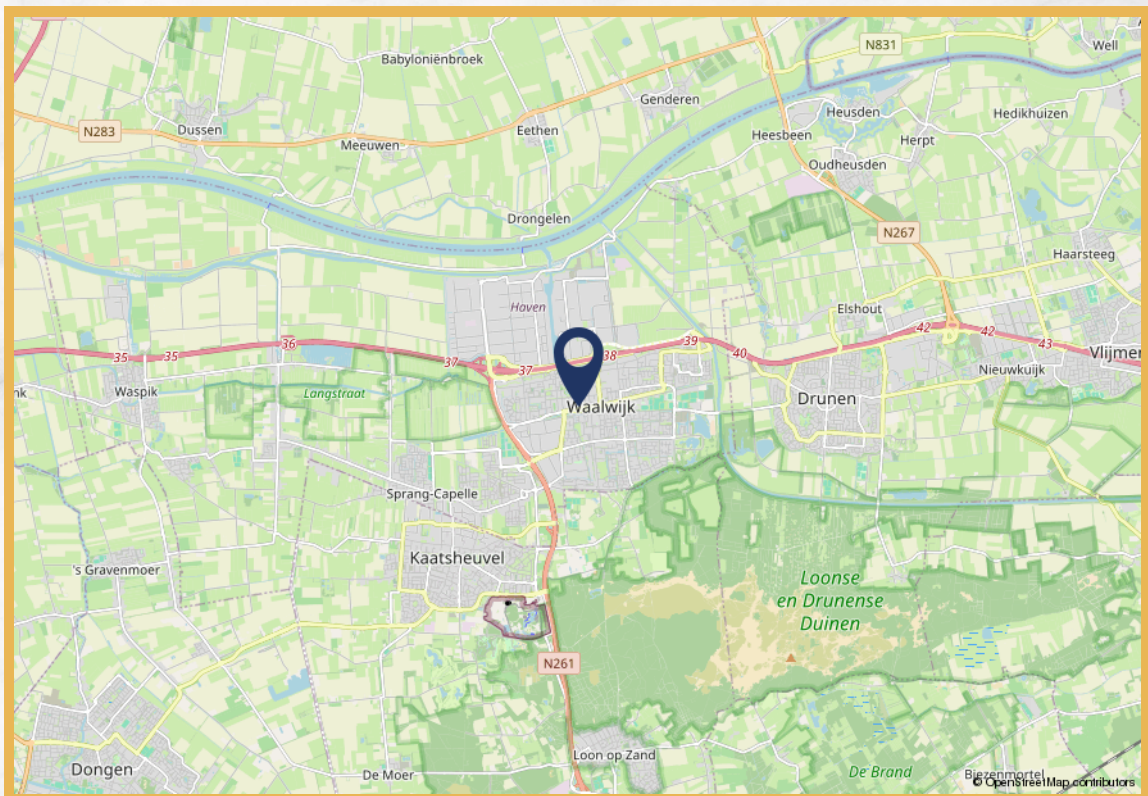 N831
Well
Babyloniënbroek
Genderen
Heusden
Hedikhuizen
N283
Dussen
Eethen
Heesbeen
Herpt
Meeuwen
Oudheusden
Drongelen
N267
Haarsteeg
Haven
Elshout
35
35
36
37
37
38
39
40
42
42
43
Vlijmen
Nieuwkuijk
nk
Waspik
Langstraat
Waalwijk
Drunen
Sprang-Capelle
Kaatsheuvel
's Gravenmoer
Loonse
en Drunense
Duinen
N261
Loon op Zand
Dongen
De Moer
De Brand
Biezenmortel
© OpenStreetMap contributors